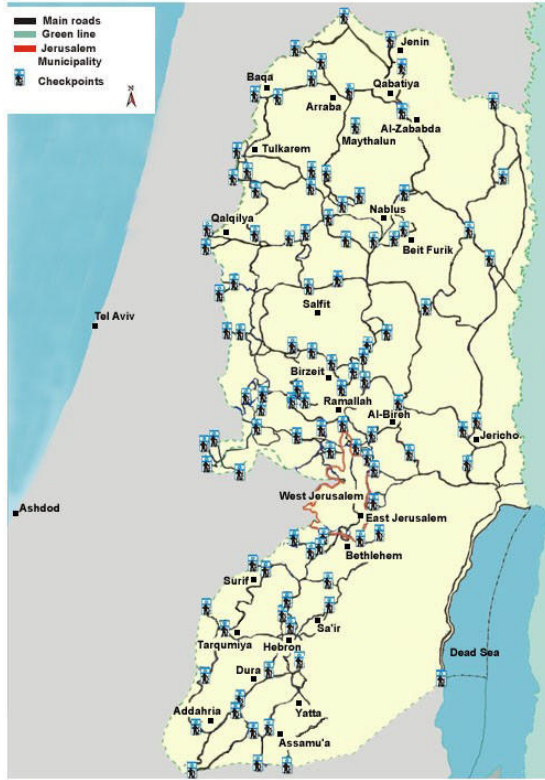 Main roads
Green line
Jerusalem
Municipality
Checkpoints
N
Jenin
Baqa
Qabatiya
Arraba
Al-Zababda
Maythalun
Tulkarem
Nablus
Qalqilya
Beit Furik
Salfit
Tel Aviv
Birzeit
Ramallah
Al-Bireh
Jericho
West Jerusalem
Ashdod
East Jerusalem
Bethlehem
Surif
Sa'ir
Tarqumiya
Hebron
Dead Sea
Dura
Yatta
Addahria
Assamu'a